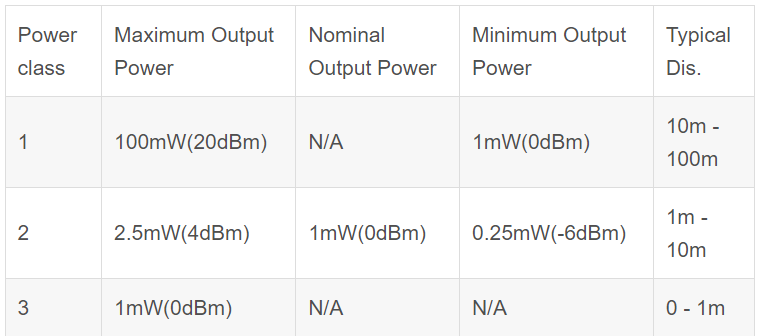 Power class	Maximum Output Power	Nominal Output Power	Minimum Output Power	Typical Dis.
1	100mW(20dBm)	N/A	1mW(0dBm)	10m - 100m
2	2.5mW(4dBm)	1mW(0dBm)	0.25mW(-6dBm)	1m - 10m
3	1mW(0dBm)	N/A	N/A	0 - 1m